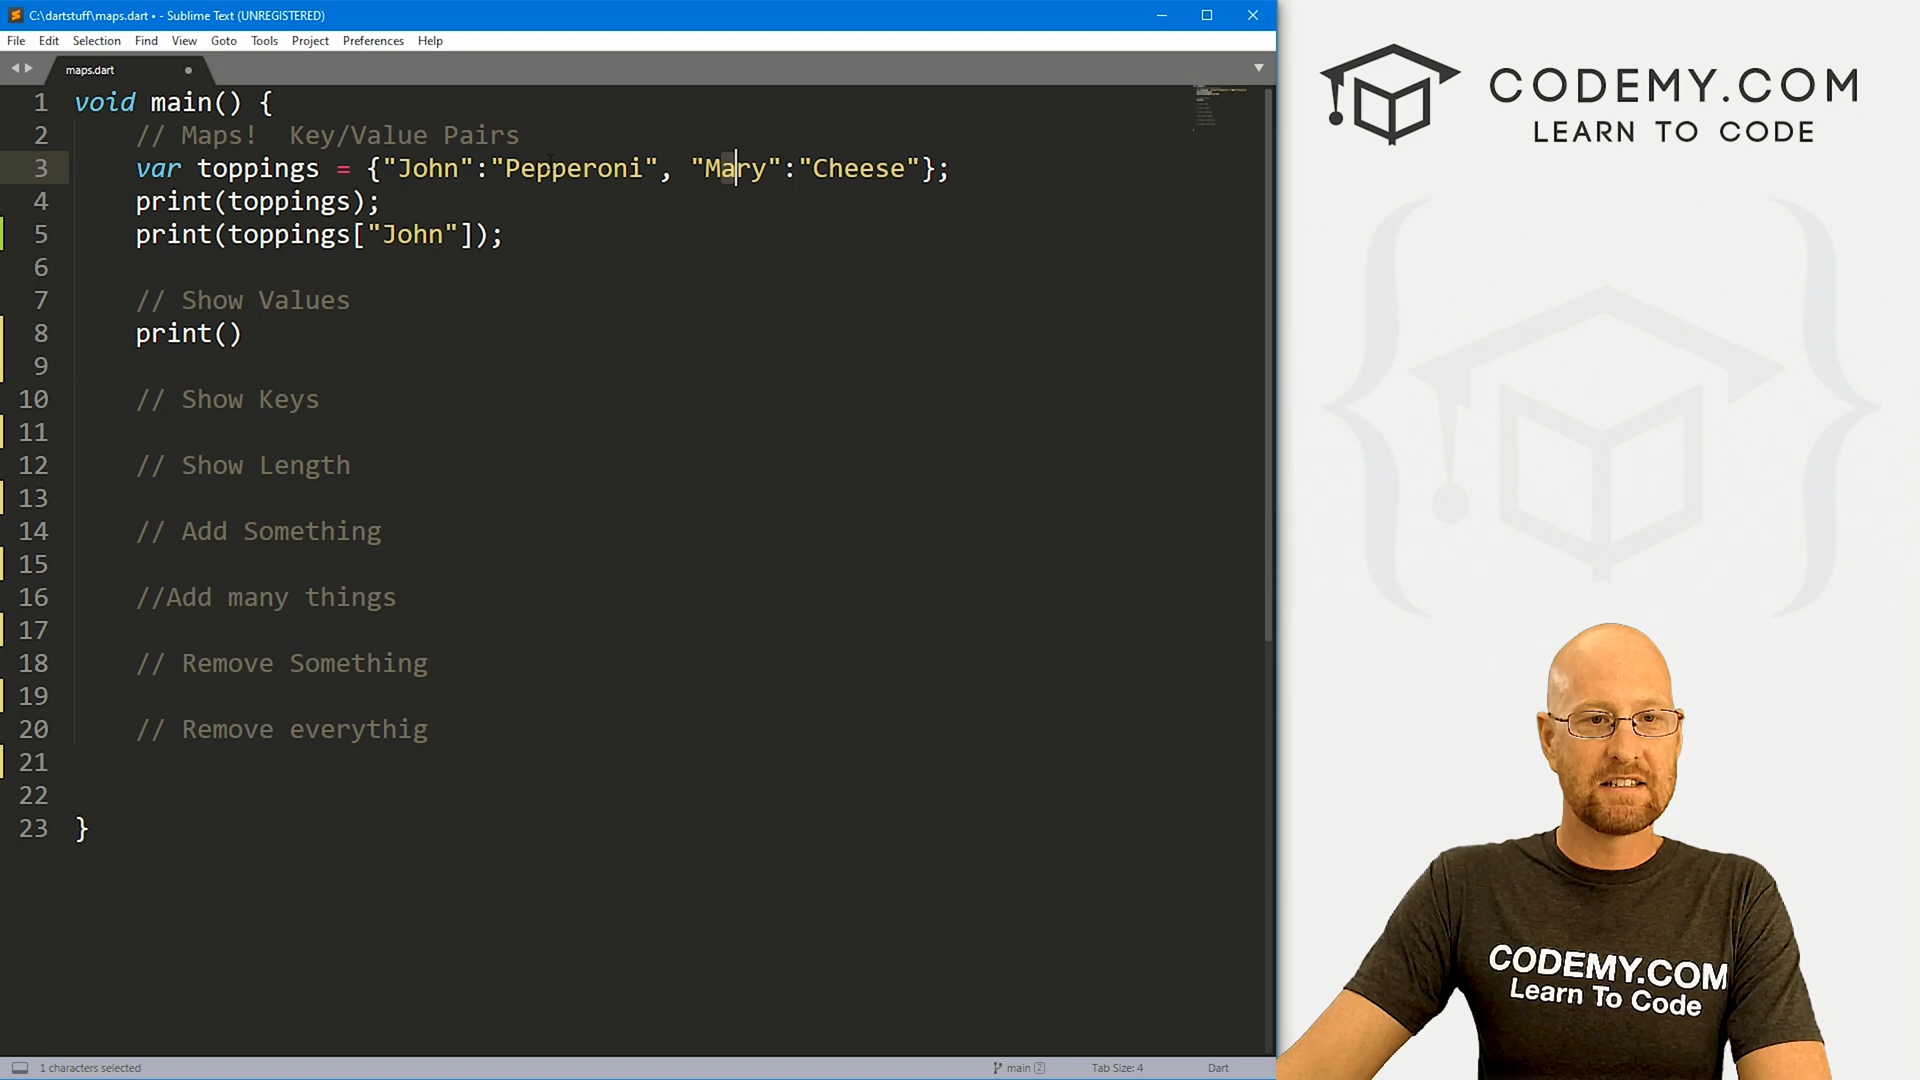 C:\dartstuff\maps.dart • - Sublime Text (UNREGISTERED)
File Edit Selection Find View Goto Tools Project Preferences Help
maps.dart
1 void main() {
2 // Maps! Key/Value Pairs
3 var toppings = {"John":"Pepperoni", "Mary":"Cheese"};
4 print(toppings);
5 print(toppings["John"]);
6
7 // Show Values
8 print()
9
10 // Show Keys
11
12 // Show Length
13
14 // Add Something
15
16 //Add many things
17
18 // Remove Something
19
20 // Remove everythig
21
22
23 }
1 characters selected
main 2
Tab Size: 4
Dart
CODEMY.COM
LEARN TO CODE
CODEMY.COM
Learn To Code